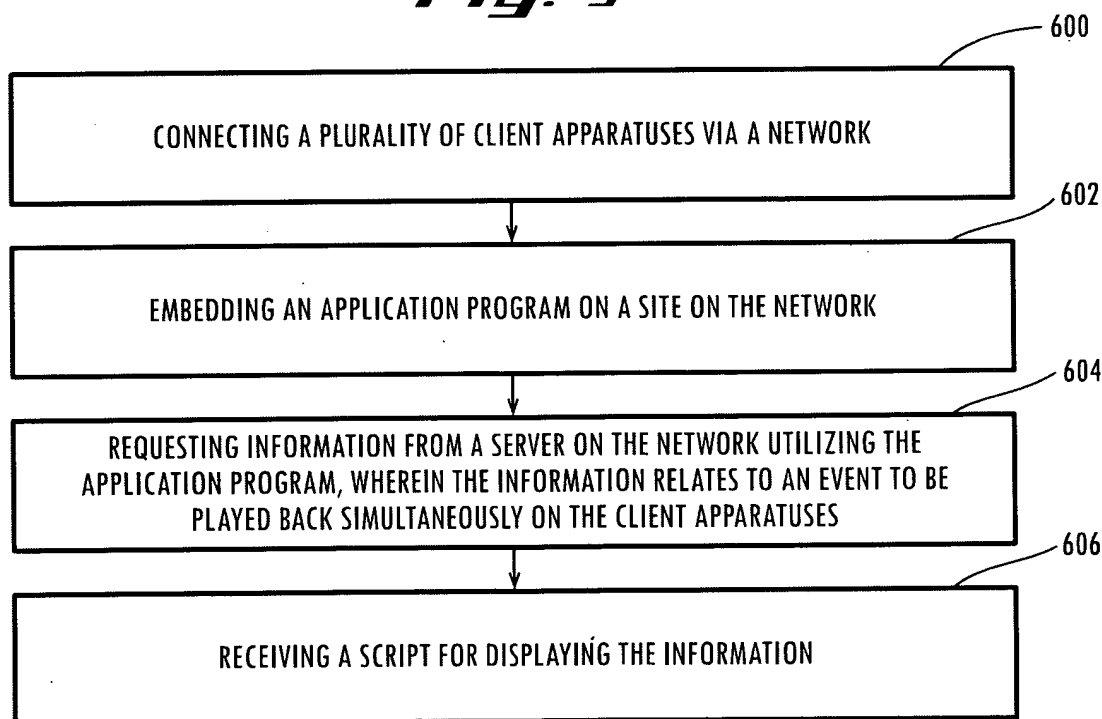 600
CONNECTING A PLURALITY OF CLIENT APPARATUSES VIA A NETWORK
602
EMBEDDING AN APPLICATION PROGRAM ON A SITE ON THE NETWORK
604
REQUESTING INFORMATION FROM A SERVER ON THE NETWORK UTILIZING THE
APPLICATION PROGRAM, WHEREIN THE INFORMATION RELATES TO AN EVENT TO BE
PLAYED BACK SIMULTANEOUSLY ON THE CLIENT APPARATUSES
606
RECEIVING A SCRIPT FOR DISPLAYING THE INFORMATION